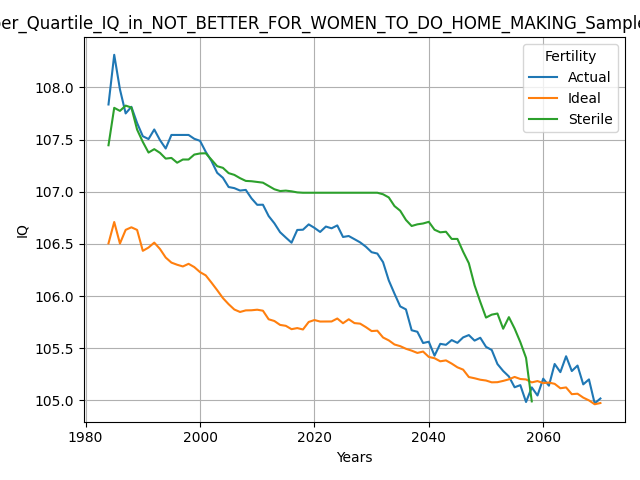 per_Quartile_IQ_in_NOT_BETTER_FOR_WOMEN_TO_DO_HOME_MAKING_Sample
Fertility
Actual
Ideal
Sterile
IQ
108.0
107.5
107.0
106.5
106.0
105.5
105.0
1980
2000
2020
2040
2060
Years